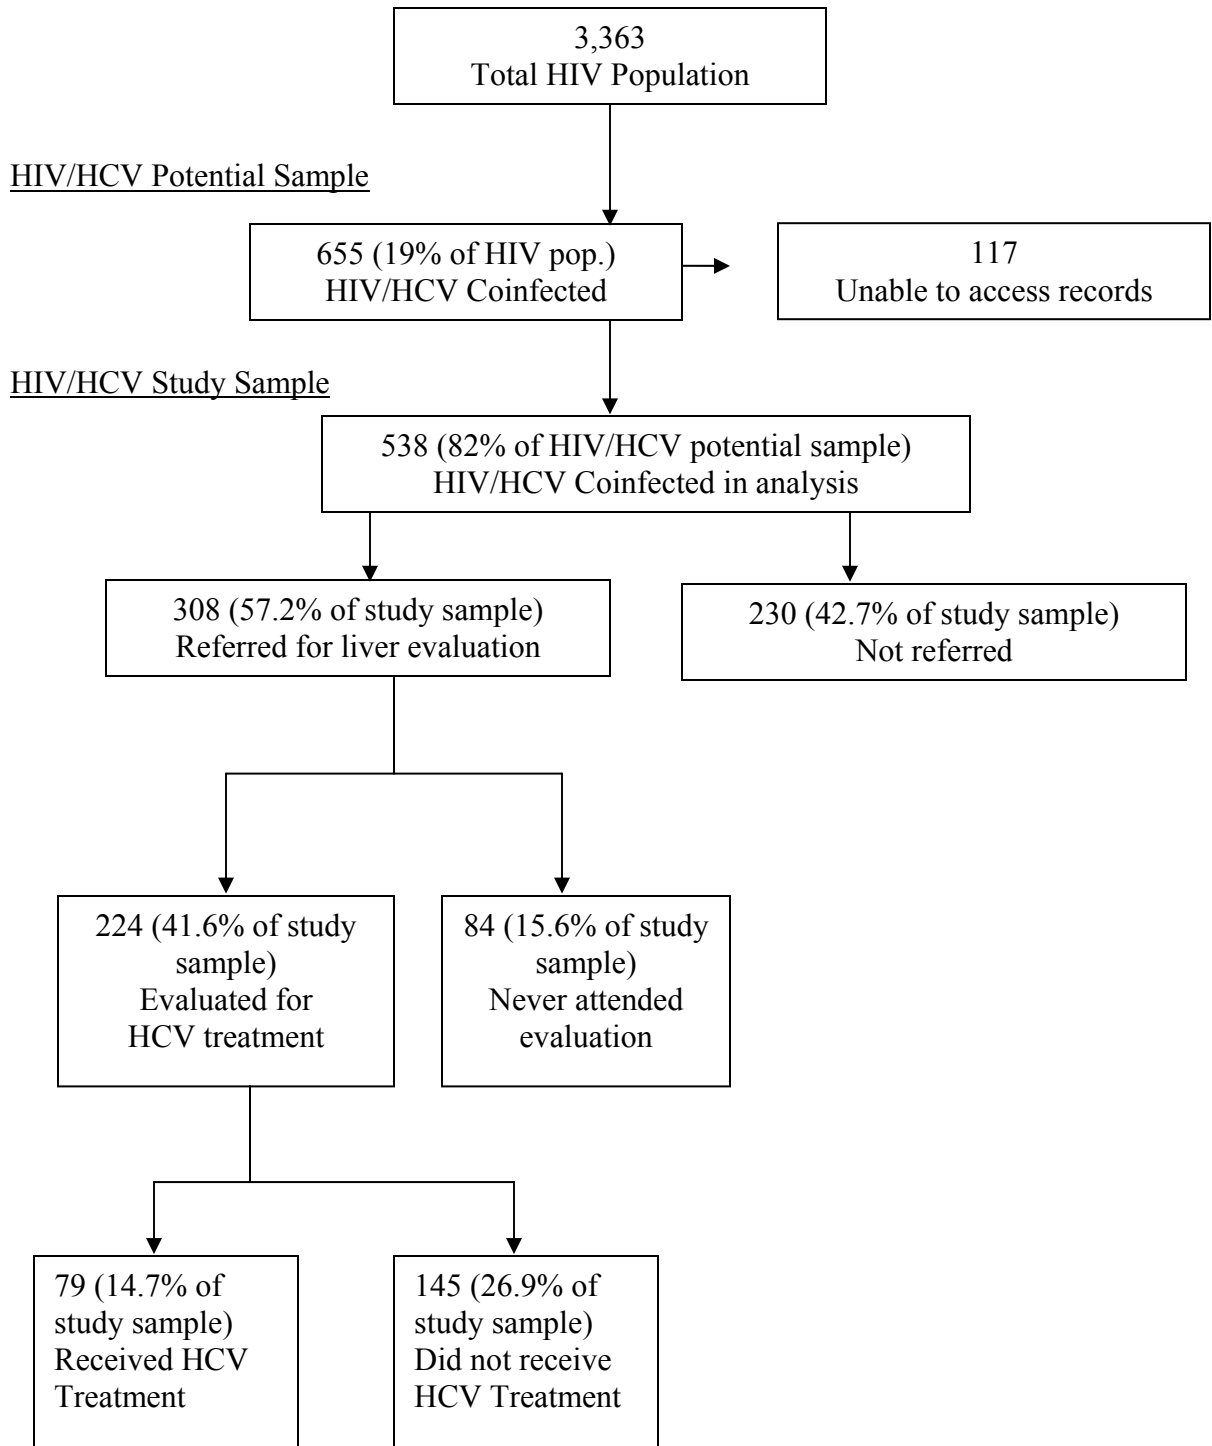 3,363
Total HIV Population
HIV/HCV Potential Sample
655 (19% of HIV pop.)
HIV/HCV Coinfected
117
Unable to access records
HIV/HCV Study Sample
538 (82% of HIV/HCV potential sample)
HIV/HCV Coinfected in analysis
308 (57.2% of study sample)
Referred for liver evaluation
230 (42.7% of study sample)
Not referred
224 (41.6% of study
sample)
Evaluated for
HCV treatment
84 (15.6% of study
sample)
Never attended
evaluation
79 (14.7% of
study sample)
Received HCV
Treatment
145 (26.9% of
study sample)
Did not receive
HCV Treatment